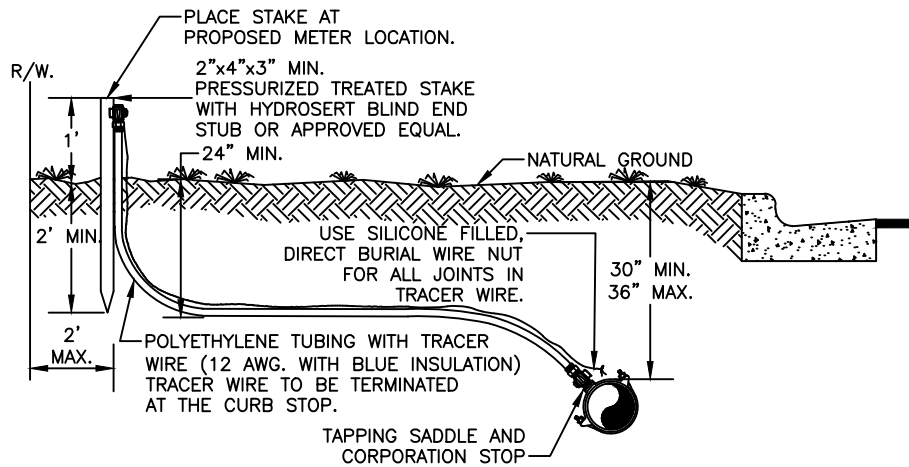 PLACE STAKE AT
PROPOSED METER LOCATION.
R/W.
2"x4"x3" MIN.
PRESSURIZED TREATED STAKE
WITH HYDROSERT BLIND END
STUB OR APPROVED EQUAL.
1'
24" MIN.
NATURAL GROUND
2' MIN.
USE SILICONE FILLED,
DIRECT BURIAL WIRE NUT
FOR ALL JOINTS IN
TRACER WIRE.
30" MIN.
36" MAX.
2'
MAX.
POLYETHYLENE TUBING WITH TRACER
WIRE (12 AWG. WITH BLUE INSULATION)
TRACER WIRE TO BE TERMINATED
AT THE CURB STOP.
TAPPING SADDLE AND
CORPORATION STOP